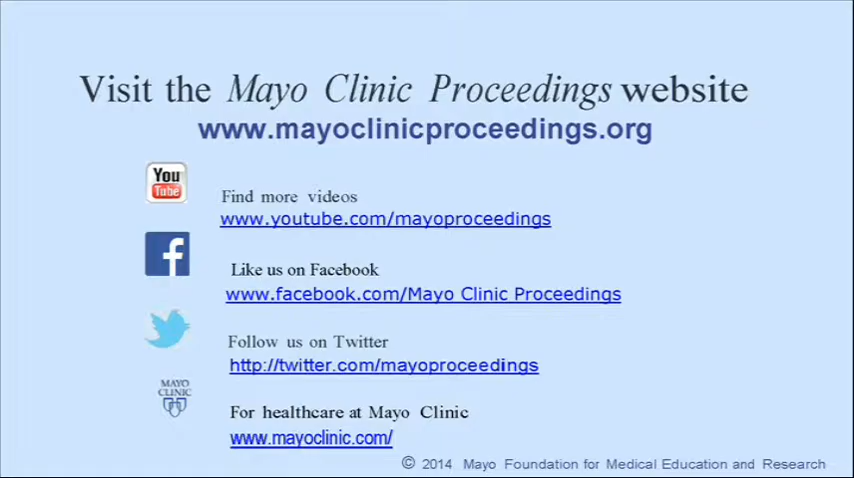 Visit the Mayo Clinic Proceedings website
www.mayoclinicproceedings.org
You
Tube
Find more videos
www.youtube.com/mayoproceedings
f
Like us on Facebook
www.facebook.com/Mayo Clinic Proceedings
Follow us on Twitter
http://twitter.com/mayoproceedings
MAYO
CLINIC
For healthcare at Mayo Clinic
www.mayoclinic.com/
© 2014 Mayo Foundation for Medical Education and Research